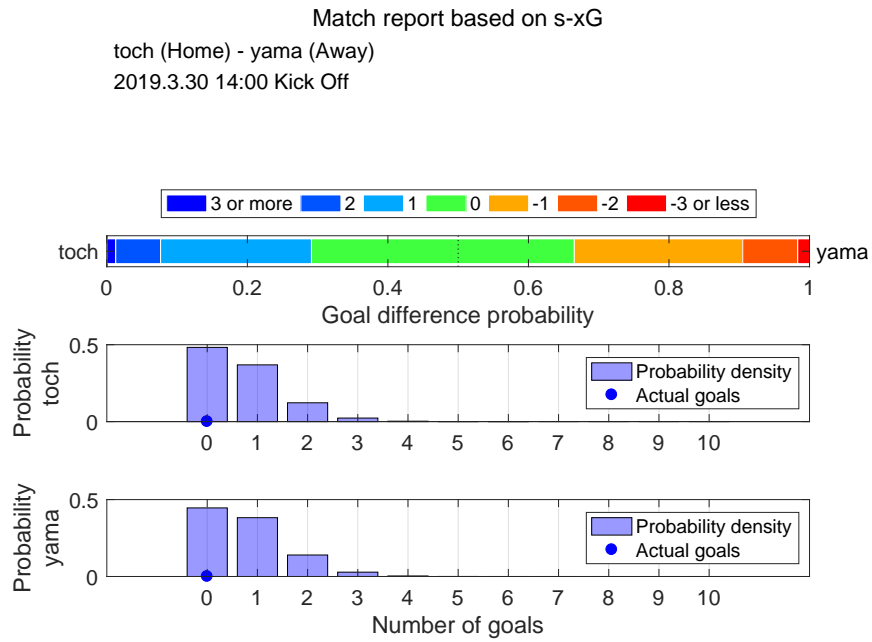 Match report based on s-xG
toch (Home) - yama (Away)
2019.3.30 14:00 Kick Off
3 or more 2 1 0 -1 -2 -3 or less
toch yama
0 0.2 0.4 0.6 0.8 1
Goal difference probability
Probability
toch
0.5
0
Probability density
Actual goals
0 1 2 3 4 5 6 7 8 9 10
Probability
yama
0.5
0
Probability density
Actual goals
0 1 2 3 4 5 6 7 8 9 10
Number of goals